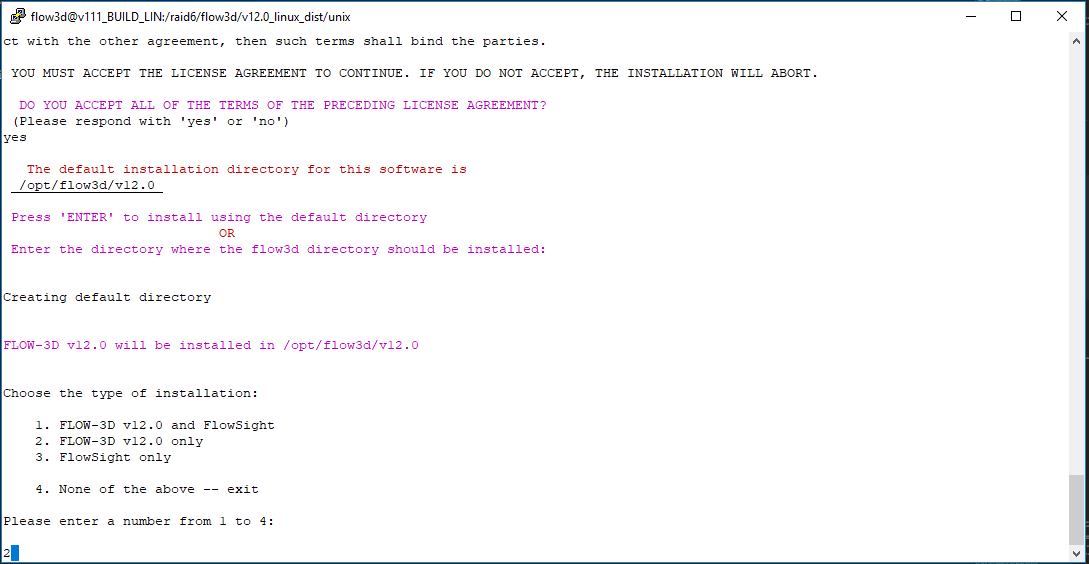 flow3d@v111_BUILD_LIN:/raid6/flow3d/v12.0_linux_dist/unix
ct with the other agreement, then such terms shall bind the parties.
YOU MUST ACCEPT THE LICENSE AGREEMENT TO CONTINUE. IF YOU DO NOT ACCEPT, THE INSTALLATION WILL ABORT.
DO YOU ACCEPT ALL OF THE TERMS OF THE PRECEDING LICENSE AGREEMENT?
(Please respond with 'yes' or 'no')
yes
The default installation directory for this software is
/opt/flow3d/v12.0
Press 'ENTER' to install using the default directory
OR
Enter the directory where the flow3d directory should be installed:
Creating default directory
FLOW-3D v12.0 will be installed in /opt/flow3d/v12.0
Choose the type of installation:
1. FLOW-3D v12.0 and FlowSight
2. FLOW-3D v12.0 only
3. FlowSight only
4. None of the above -- exit
Please enter a number from 1 to 4:
2